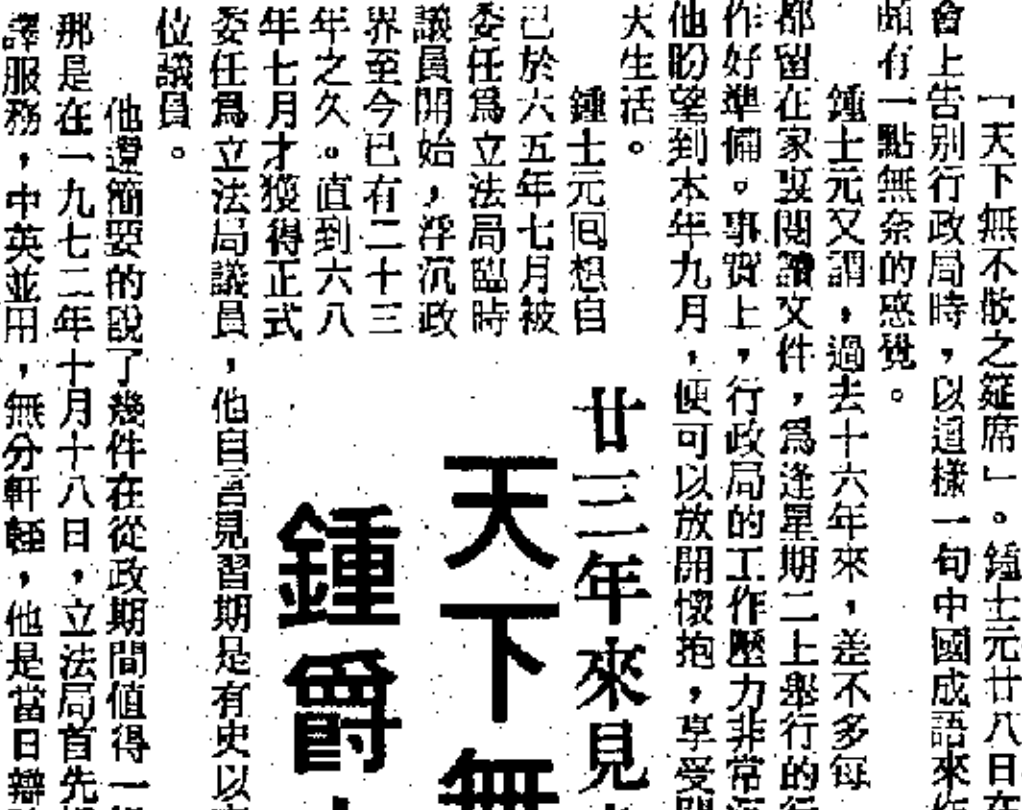 「天下無不散之筵席」。鍾士元廿八日在
會上告別行政局時，以這樣一句中國成語來作
頗有一點無奈的感覺。
鍾士元又謂，過去十六年來，差不多每
都留在家裏閱讀文件，爲逢星期二上舉行的行
作好準備。事實上，行政局的工作壓力非常沉
他盼望到本年九月，便可以放開懷抱，享受閒
大生活。
廿三年來見
天下無
鍾爵士
鍾士元囘想自
己於六五年七月被
委任爲立法局臨時
議員開始，浮沉政
界至今已有二十三
年之久。直到六八
年七月才獲得正式
委任爲立法局議員，他自言見習期是有史以來
位議員。
他還簡要的說了幾件在從政期間值得一
那是在一九七二年十月十八日，立法局首先
譯服務，中英並用，無分軒輊，他是當日辯